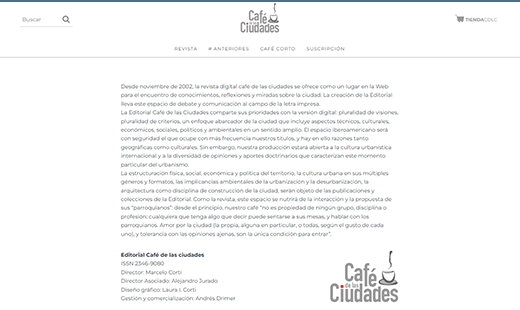 Buscar
Café
de las
Ciudades
TIENDACDLC
REVISTA # ANTERIORES CAFÉ CORTO SUSCRIPCIÓN
Desde noviembre de 2002, la revista digital café de las ciudades se ofrece como un lugar en la Web
para el encuentro de conocimientos, reflexiones y miradas sobre la ciudad. La creación de la Editorial
lleva este espacio de debate y comunicación al campo de la letra impresa.
La Editorial Café de las Ciudades comparte sus prioridades con la versión digital: pluralidad de visiones,
pluralidad de criterios, un enfoque abarcador de la ciudad que incluye aspectos técnicos, culturales,
económicos, sociales, políticos y ambientales en un sentido amplio. El espacio iberoamericano será
con seguridad el que ocupe con más frecuencia nuestros títulos, y hay en ello razones tanto
geográficas como culturales. Sin embargo, nuestra producción estará abierta a la cultura urbanística
internacional y a la diversidad de opiniones y aportes doctrinarios que caracterizan este momento
particular del urbanismo.
La estructuración física, social, económica y política del territorio, la cultura urbana en sus múltiples
géneros y formatos, las implicancias ambientales de la urbanización y la desurbanización, la
arquitectura como disciplina de construcción de la ciudad, serán objeto de las publicaciones y
colecciones de la Editorial. Como la revista, este espacio se nutrirá de la interacción y la propuesta de
sus "parroquianos": desde el principio, nuestro café "no es propiedad de ningún grupo, disciplina o
profesión: cualquiera que tenga algo que decir puede sentarse a sus mesas, y hablar con los
parroquianos. Amor por la ciudad (la propia, alguna en particular, o todas, según el gusto de cada
uno), y tolerancia con las opiniones ajenas, son la única condición para entrar".
Editorial Café de las ciudades
ISSN 2346-9080
Director: Marcelo Corti
Director Asociado: Alejandro Jurado
Diseño gráfico: Laura I. Corti
Gestión y comercialización: Andrés Drimer
Café
de las
Ciudades